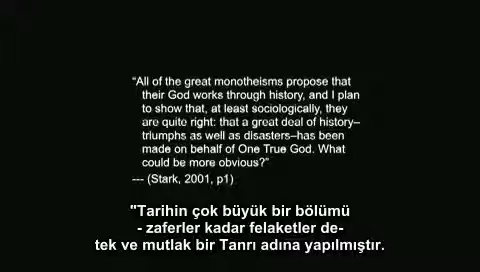 “All of the great monotheisms propose that
their God works through history, and I plan
to show that, at least sociologically, they
are quite right: that a great deal of history–
triumphs as well as disasters–has been
made on behalf of One True God. What
could be more obvious?”
--- (Stark, 2001, p1)
"Tarihin çok büyük bir bölümü
- zaferler kadar felaketler de-
tek ve mutlak bir Tanrı adına yapılmıştır.